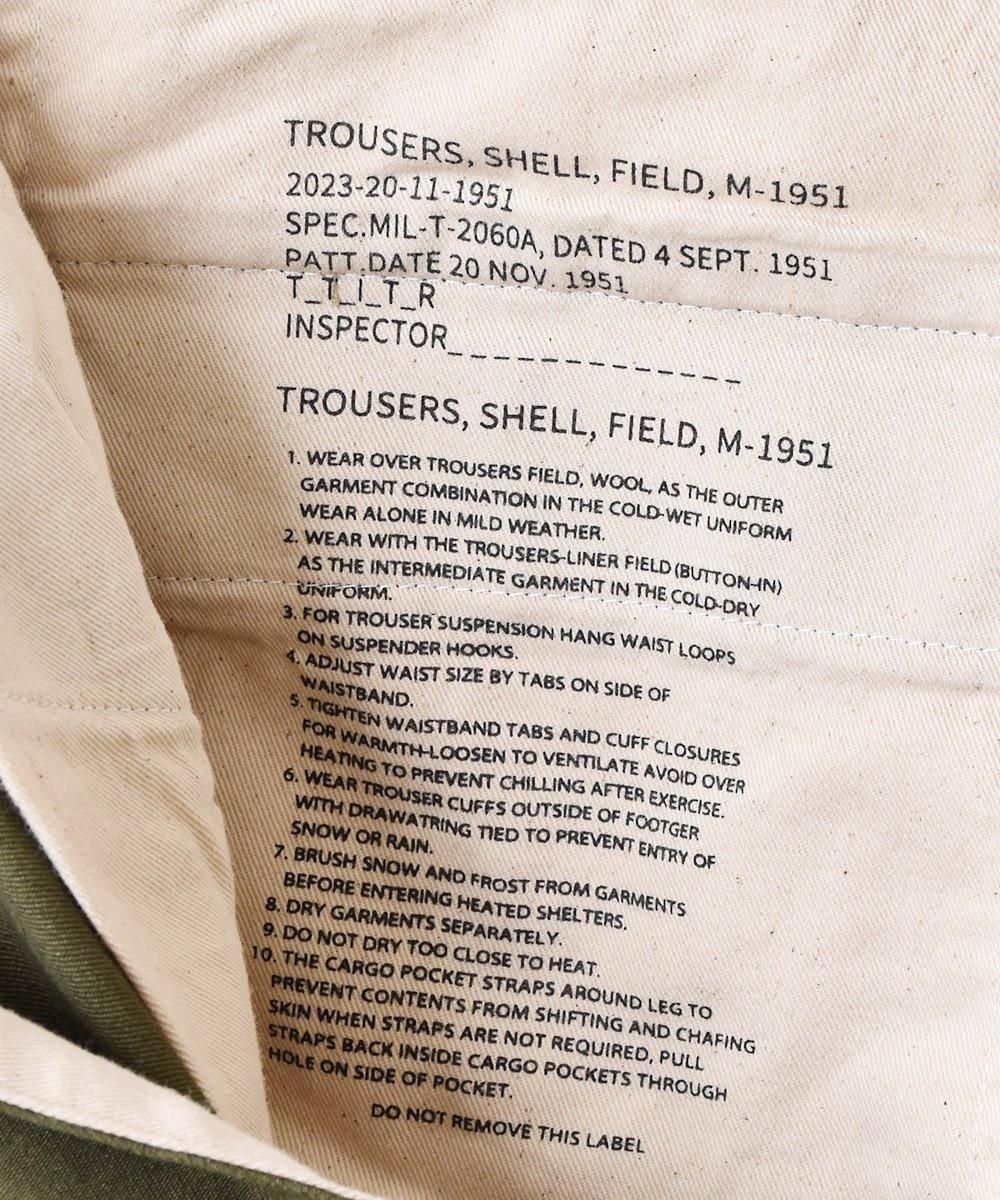 TROUSERS, SHELL, FIELD, M-1951
2023-20-11-1951
SPEC.MIL-T-2060A, DATED 4 SEPT. 1951
PATT.DATE 20 NOV. 1951
T_T_I_T_R
INSPECTOR_ _ _ _ _ _ _ _ _ _ _ _ _
TROUSERS, SHELL, FIELD, M-1951
1. WEAR OVER TROUSERS FIELD, WOOL, AS THE OUTER
GARMENT COMBINATION IN THE COLD-WET UNIFORM
WEAR ALONE IN MILD WEATHER.
2. WEAR WITH THE TROUSERS-LINER FIELD (BUTTON-IN)
AS THE INTERMEDIATE GARMENT IN THE COLD-DRY
UNIFORM.
3. FOR TROUSER SUSPENSION HANG WAIST LOOPS
ON SUSPENDER HOOKS.
4. ADJUST WAIST SIZE BY TABS ON SIDE OF
WAISTBAND.
5. TIGHTEN WAISTBAND TABS AND CUFF CLOSURES
FOR WARMTH-LOOSEN TO VENTILATE AVOID OVER
HEATING TO PREVENT CHILLING AFTER EXERCISE.
6. WEAR TROUSER CUFFS OUTSIDE OF FOOTGER
WITH DRAWATRING TIED TO PREVENT ENTRY OF
SNOW OR RAIN.
7. BRUSH SNOW AND FROST FROM GARMENTS
BEFORE ENTERING HEATED SHELTERS.
8. DRY GARMENTS SEPARATELY.
9. DO NOT DRY TOO CLOSE TO HEAT.
10. THE CARGO POCKET STRAPS AROUND LEG TO
PREVENT CONTENTS FROM SHIFTING AND CHAFING
SKIN WHEN STRAPS ARE NOT REQUIRED, PULL
STRAPS BACK INSIDE CARGO POCKETS THROUGH
HOLE ON SIDE OF POCKET.
DO NOT REMOVE THIS LABEL